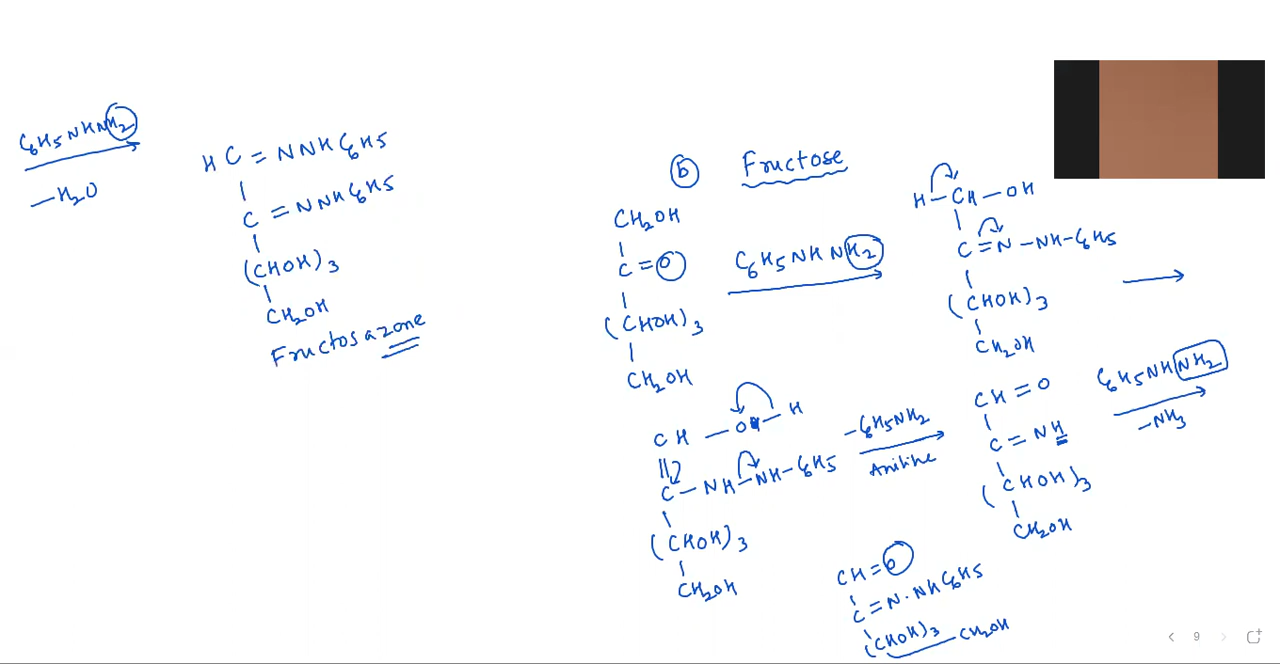 C6H5NHNH2
-H2O
HC=NNHC6H5
C=NNHC6H5
(CHOH)3
CH2OH
Fructosazone
b Fructose
CH2OH
C=O
(CHOH)3
CH2OH
C6H5NHNH2
H-CH-OH
C=N-NH-C6H5
(CHOH)3
CH2OH
CH-O-H
C-NH-NH-C6H5
(CHOH)3
CH2OH
-C6H5NH2
Aniline
CH=O
C=NH
(CHOH)3
CH2OH
C6H5NHNH2
-NH3
CH=O
C=N.NHC6H5
(CHOH)3-CH2OH
9